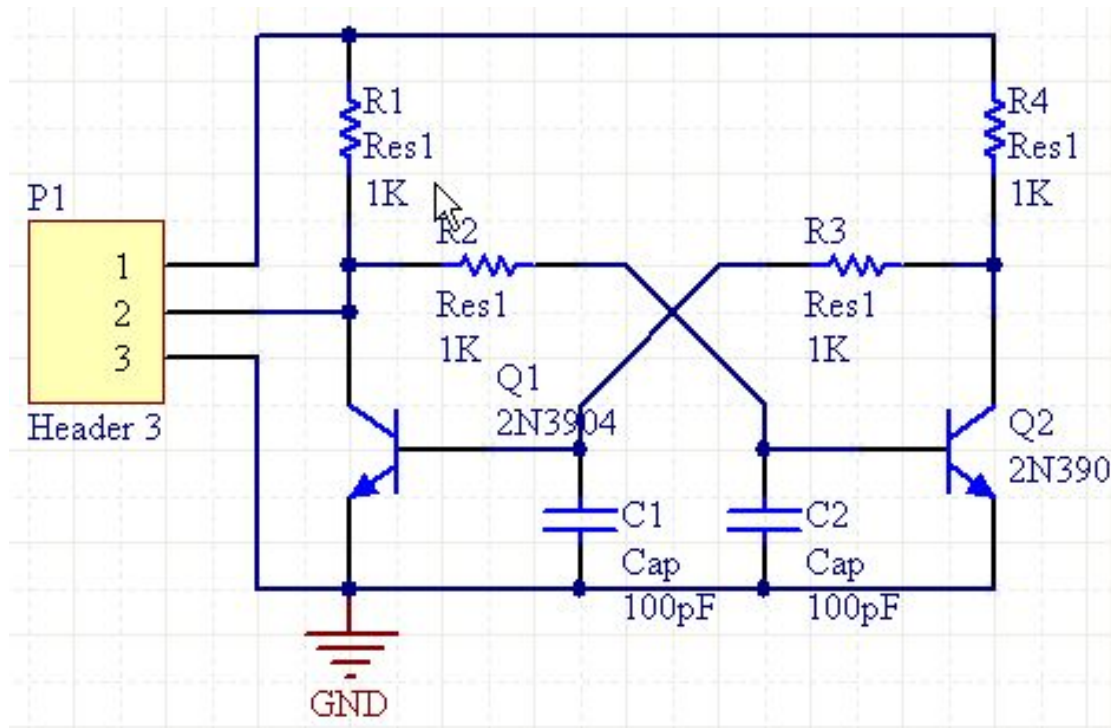 R1
Res1
1K
R4
Res1
1K
P1
1
2
3
Header 3
R2
Res1
1K
R3
Res1
1K
Q1
2N3904
Q2
2N390
C1
Cap
100pF
C2
Cap
100pF
GND